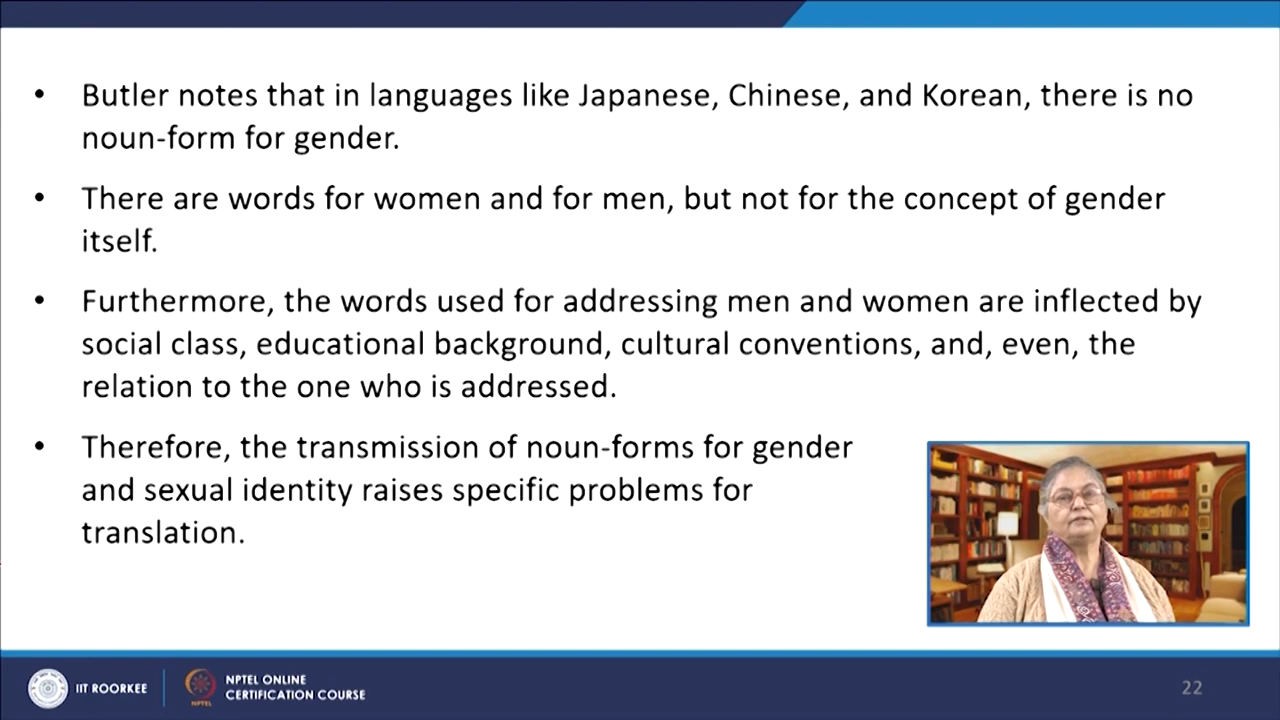 • Butler notes that in languages like Japanese, Chinese, and Korean, there is no
noun-form for gender.
• There are words for women and for men, but not for the concept of gender
itself.
• Furthermore, the words used for addressing men and women are inflected by
social class, educational background, cultural conventions, and, even, the
relation to the one who is addressed.
• Therefore, the transmission of noun-forms for gender
and sexual identity raises specific problems for
translation.
IIT ROORKEE
NPTEL
NPTEL ONLINE
CERTIFICATION COURSE
22